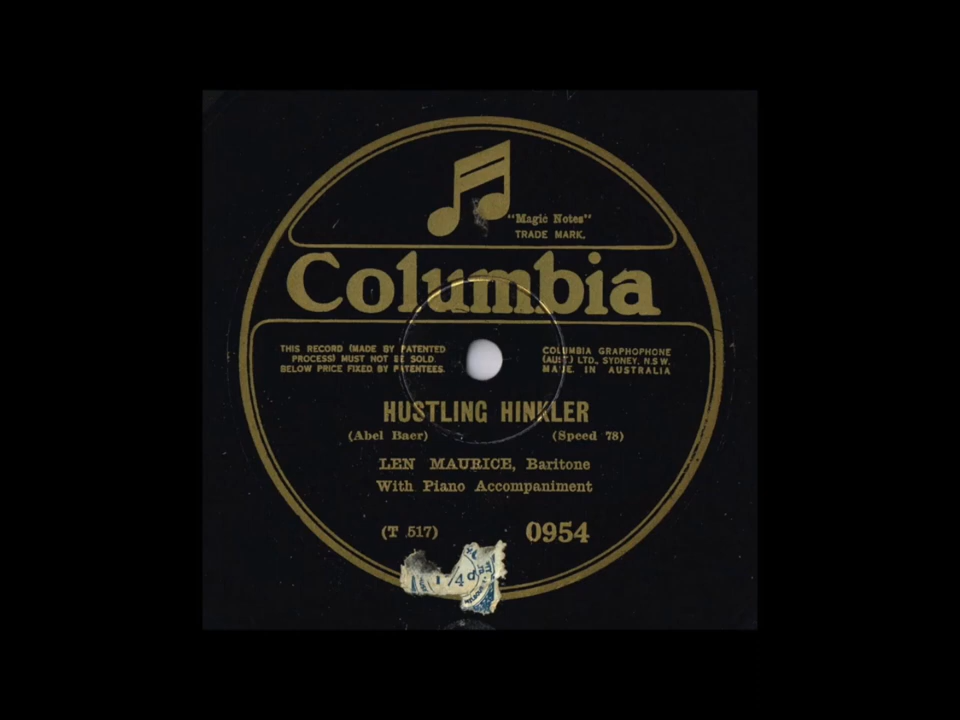 "Magic Notes"
TRADE MARK.
Columbia
THIS RECORD (MADE BY PATENTED
PROCESS) MUST NOT BE SOLD
BELOW PRICE FIXED BY PATENTEES.
COLUMBIA GRAPHOPHONE
(AUST.) LTD., SYDNEY, N.S.W.
MADE IN AUSTRALIA
HUSTLING HINKLER
(Abel Baer) (Speed 78)
LEN MAURICE, Baritone
With Piano Accompaniment
(T 517) 0954
1/4d